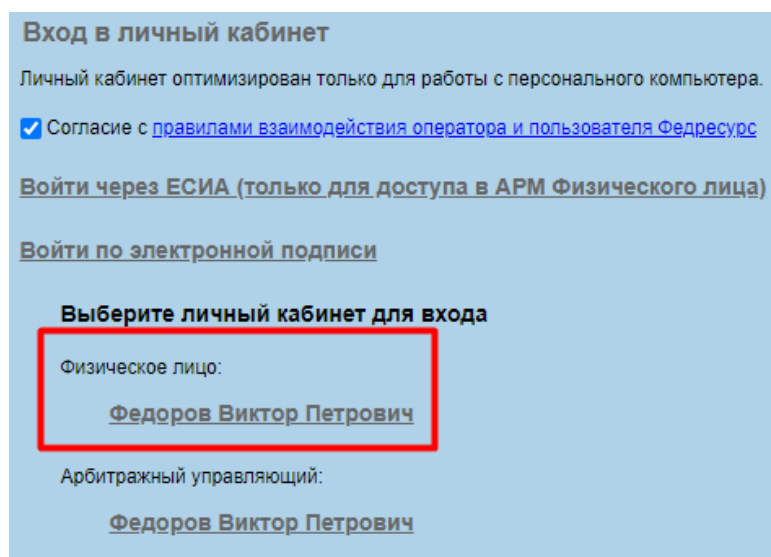 Вход в личный кабинет
Личный кабинет оптимизирован только для работы с персонального компьютера.
Согласие с правилами взаимодействия оператора и пользователя Федресурс
Войти через ЕСИА (только для доступа в АРМ Физического лица)
Войти по электронной подписи
Выберите личный кабинет для входа
Физическое лицо:
Федоров Виктор Петрович
Арбитражный управляющий:
Федоров Виктор Петрович